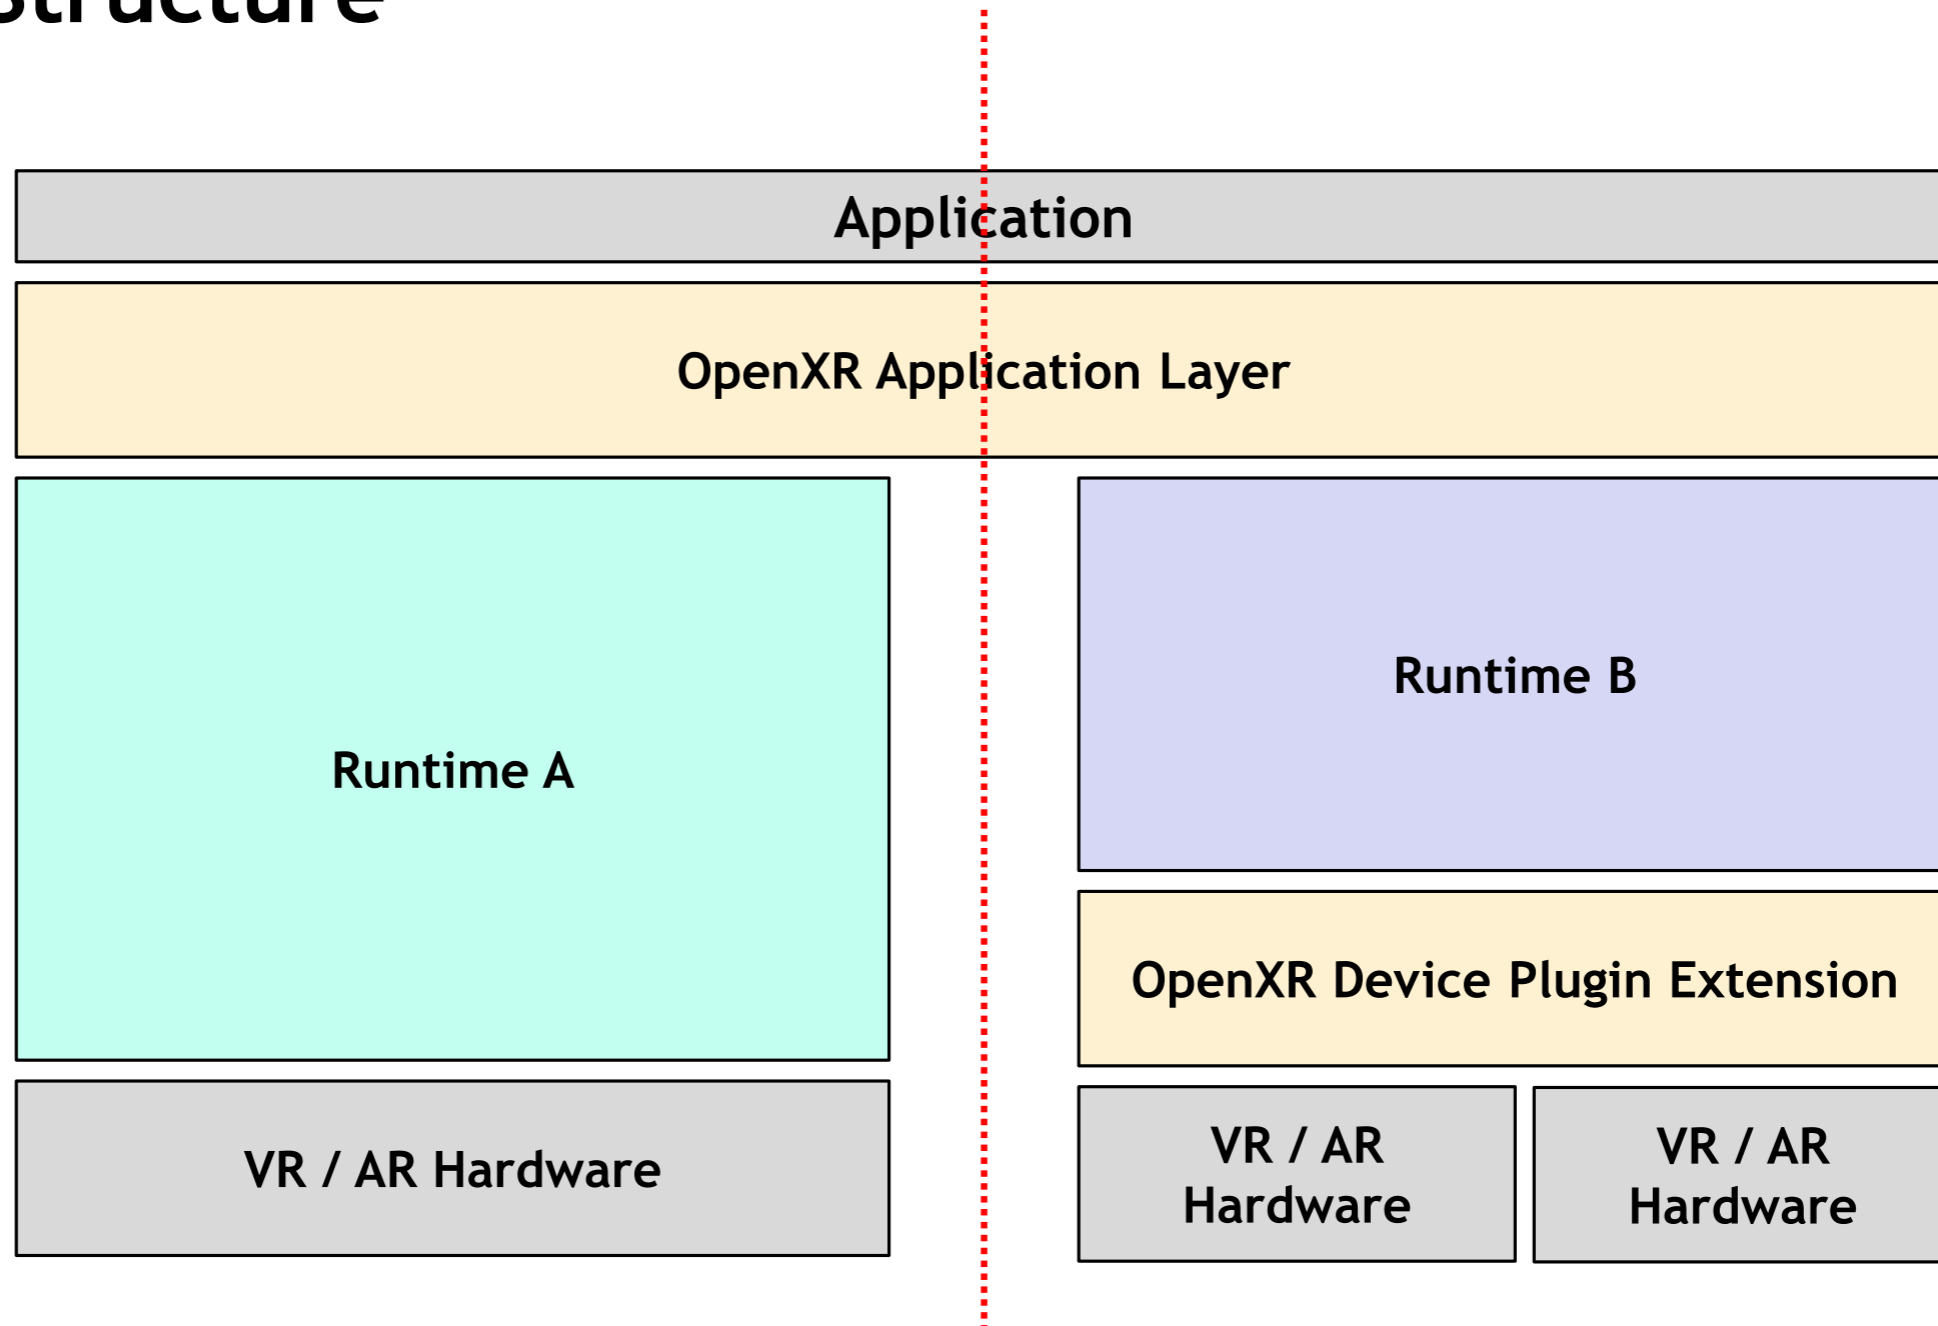 Structure
Application
OpenXR Application Layer
Runtime A
Runtime B
OpenXR Device Plugin Extension
VR / AR Hardware
VR / AR
Hardware
VR / AR
Hardware